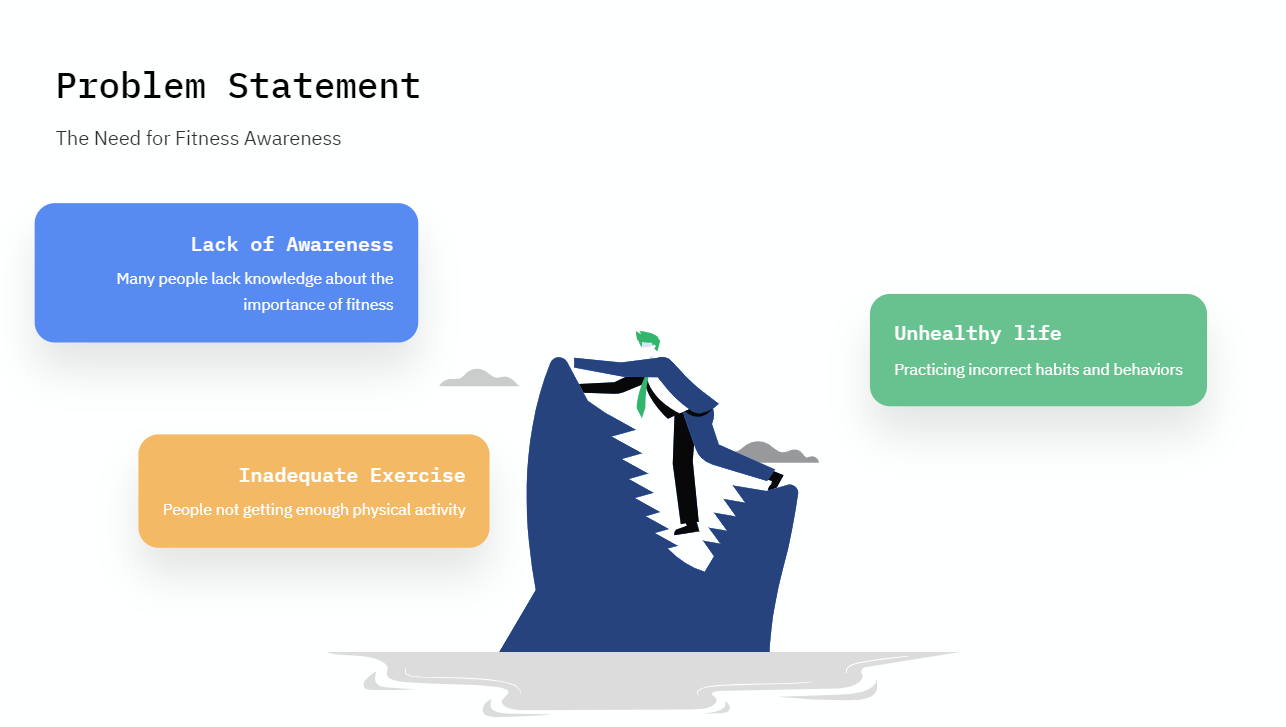 Problem Statement
The Need for Fitness Awareness
Lack of Awareness
Many people lack knowledge about the
importance of fitness
Unhealthy life
Practicing incorrect habits and behaviors
Inadequate Exercise
People not getting enough physical activity